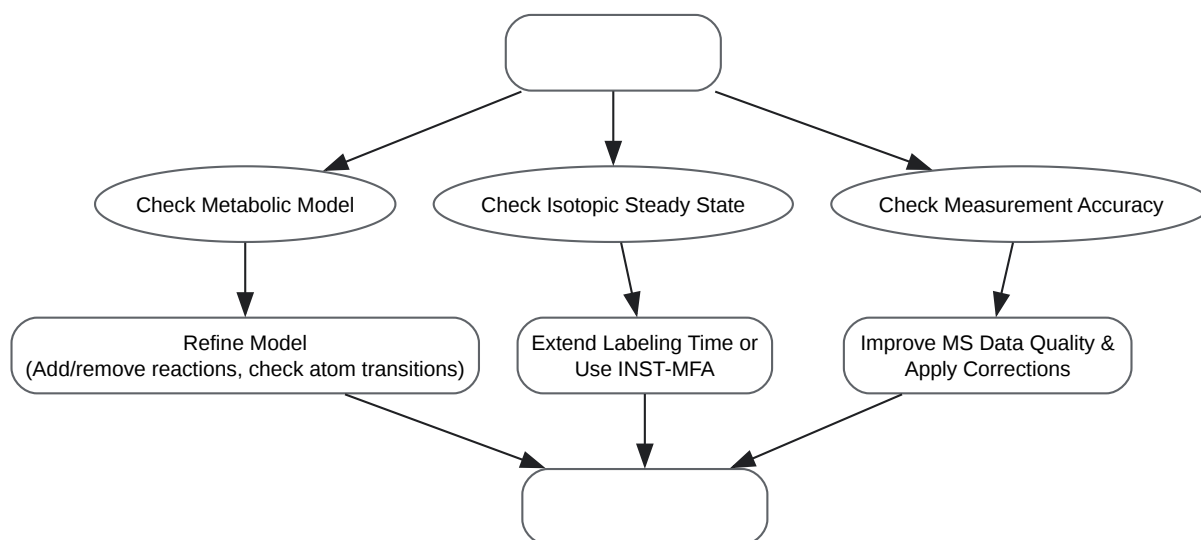 Check Metabolic Model
Check Isotopic Steady State
Check Measurement Accuracy
Refine Model
(Add/remove reactions, check atom transitions)
Extend Labeling Time or
Use INST-MFA
Improve MS Data Quality &
Apply Corrections